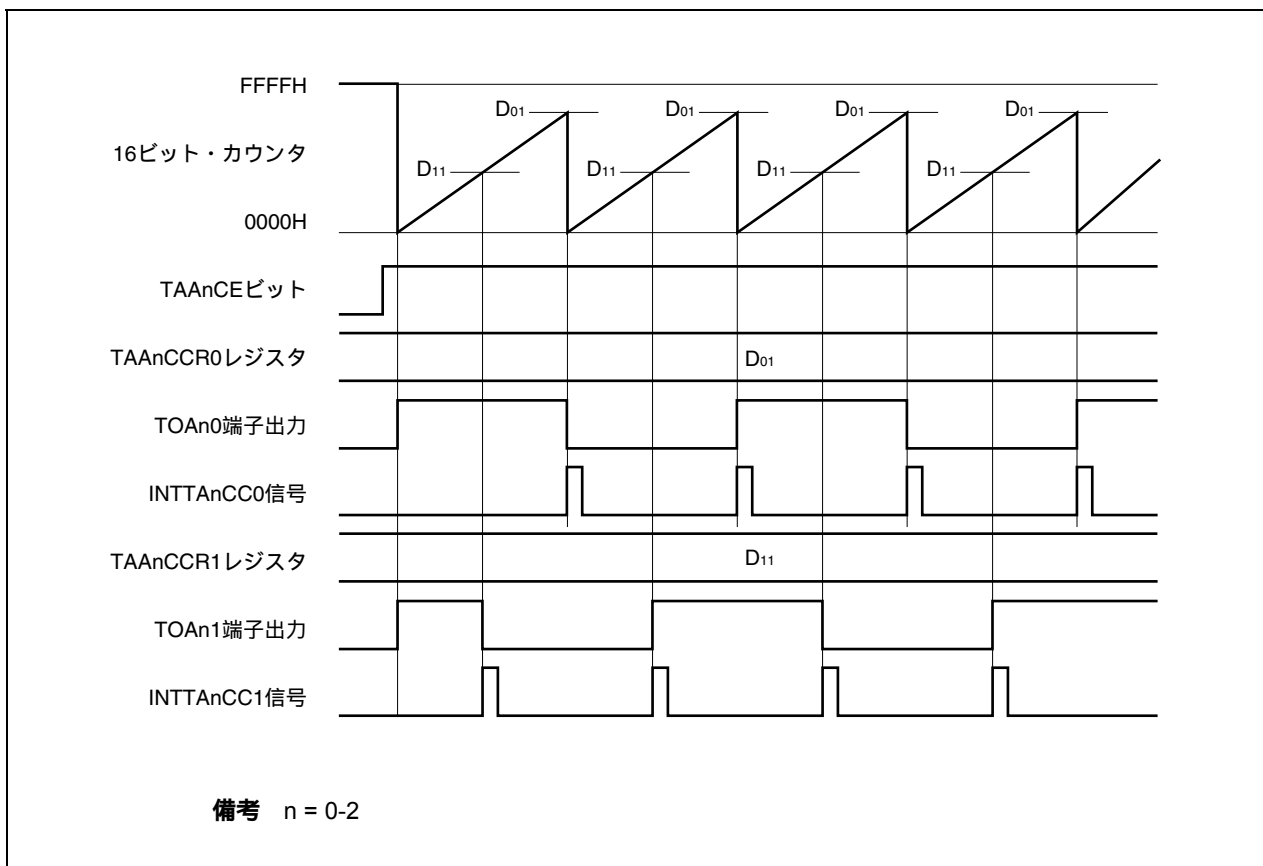 FFFFH
D01 D01 D01 D01
16ビット・カウンタ
D11 D11 D11 D11
0000H
TAAnCEビット
TAAnCCR0レジスタ D01
TOAn0端子出力
INTTAnCC0信号
TAAnCCR1レジスタ D11
TOAn1端子出力
INTTAnCC1信号
備考 n = 0-2